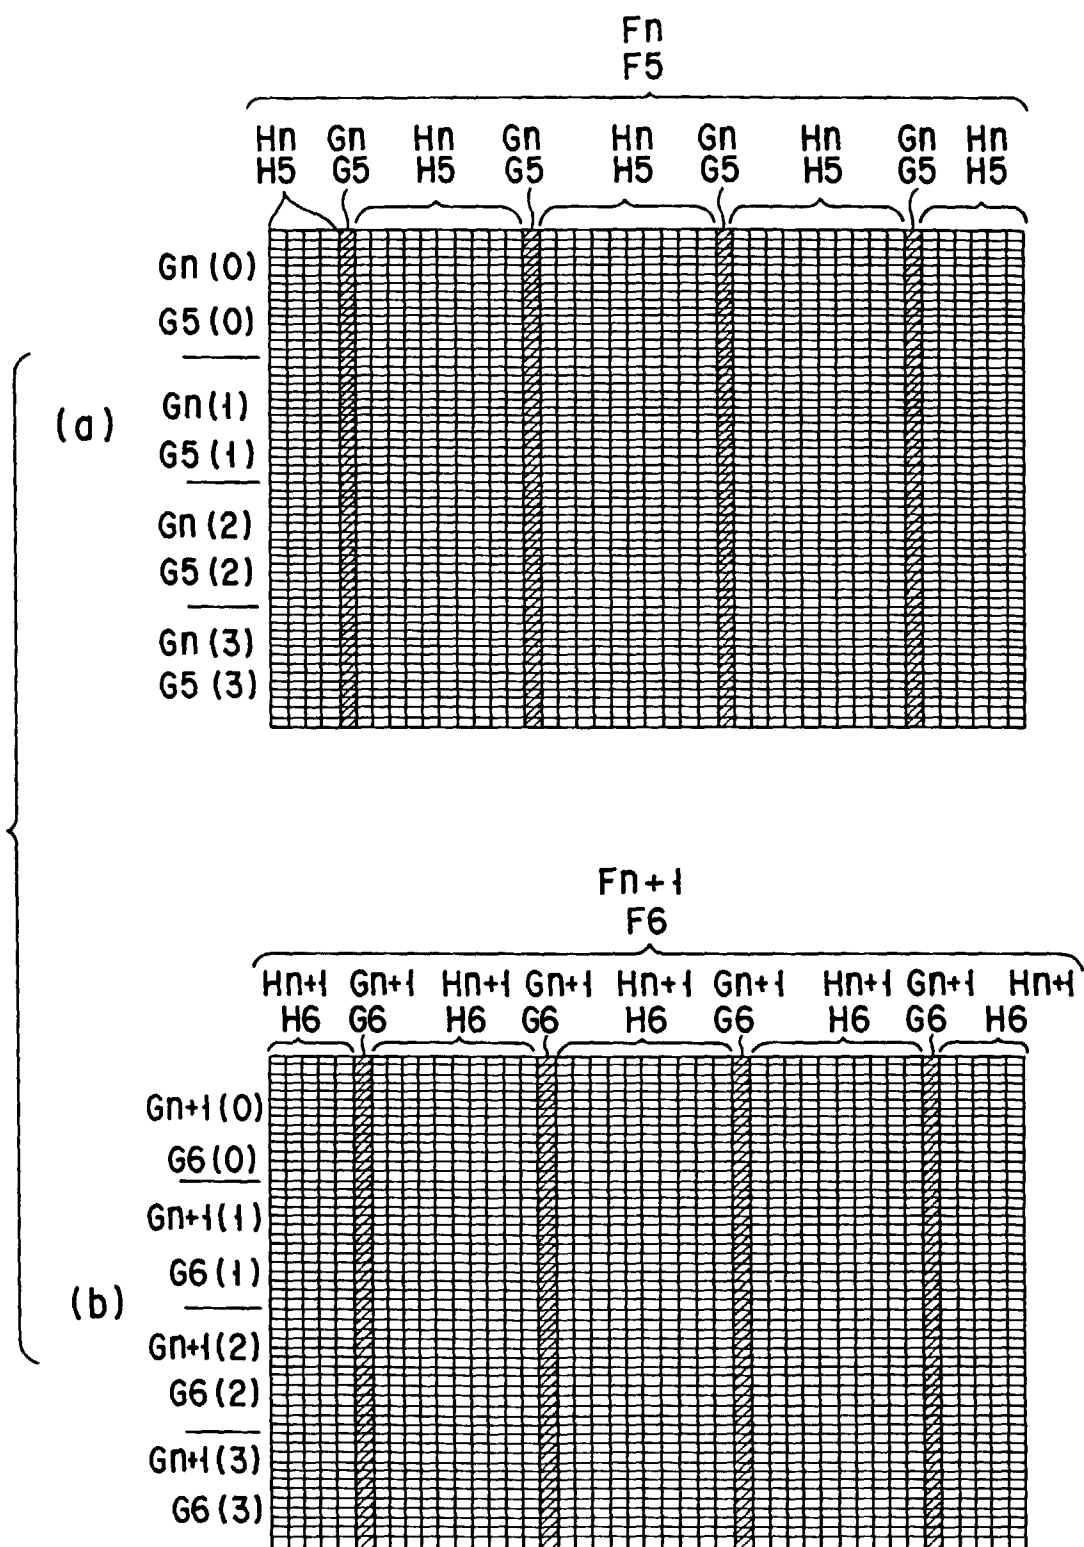 Fn
F5
Hn Gn Hn Gn Hn Gn Hn Gn Hn
H5 G5 H5 G5 H5 G5 H5 G5 H5
Gn (0)
G5 (0)
(a)
Gn (1)
G5 (1)
Gn (2)
G5 (2)
Gn (3)
G5 (3)
Fn+1
F6
Hn+1 Gn+1 Hn+1 Gn+1 Hn+1 Gn+1 Hn+1 Gn+1 Hn+1
H6 G6 H6 G6 H6 G6 H6 G6 H6
Gn+1(0)
G6(0)
Gn+1(1)
G6(1)
(b)
Gn+1(2)
G6(2)
Gn+1(3)
G6(3)